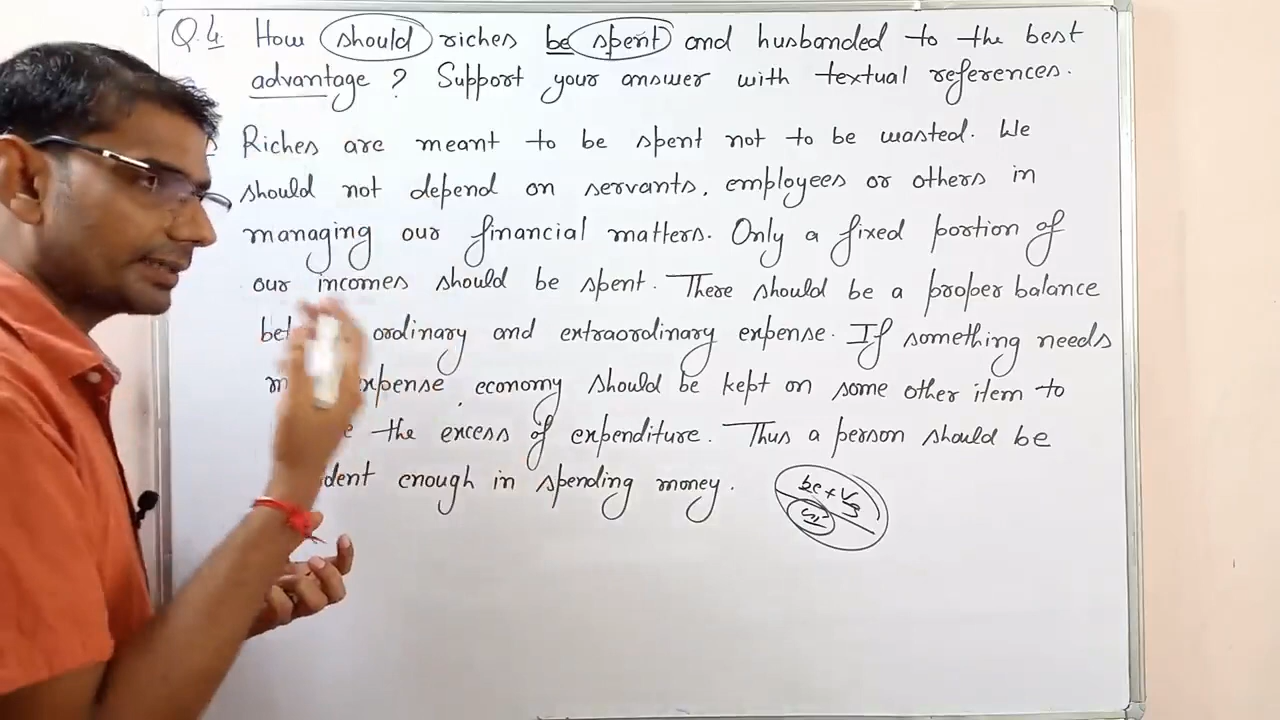 Q.4. How should riches be spent and husbanded to the best
advantage ? Support your answer with textual references.
Riches are meant to be spent not to be wasted. We
should not depend on servants, employees or others in
managing our financial matters. Only a fixed portion of
our incomes should be spent. There should be a proper balance
ordinary and extraordinary expense. If something needs
expense, economy should be kept on some other item to
the excess of expenditure. Thus a person should be
enough in spending money.
be + V3